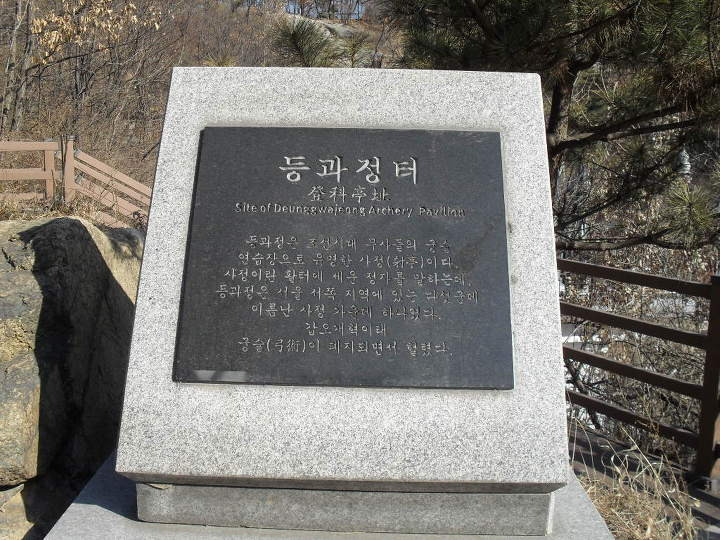 등과정터
登科亭址
Site of Deunggwajeong Archery Pavilion
등과정은 조선시대 무사들의 궁술
연습장으로 유명한 사정(射亭)이다.
사정이란 활터에 세운 정자를 말하는데,
등과정은 서울 서쪽 지역에 있는 다섯군데
이름난 사정 가운데 하나였다.
갑오개혁이래
궁술(弓術)이 폐지되면서 헐렸다.